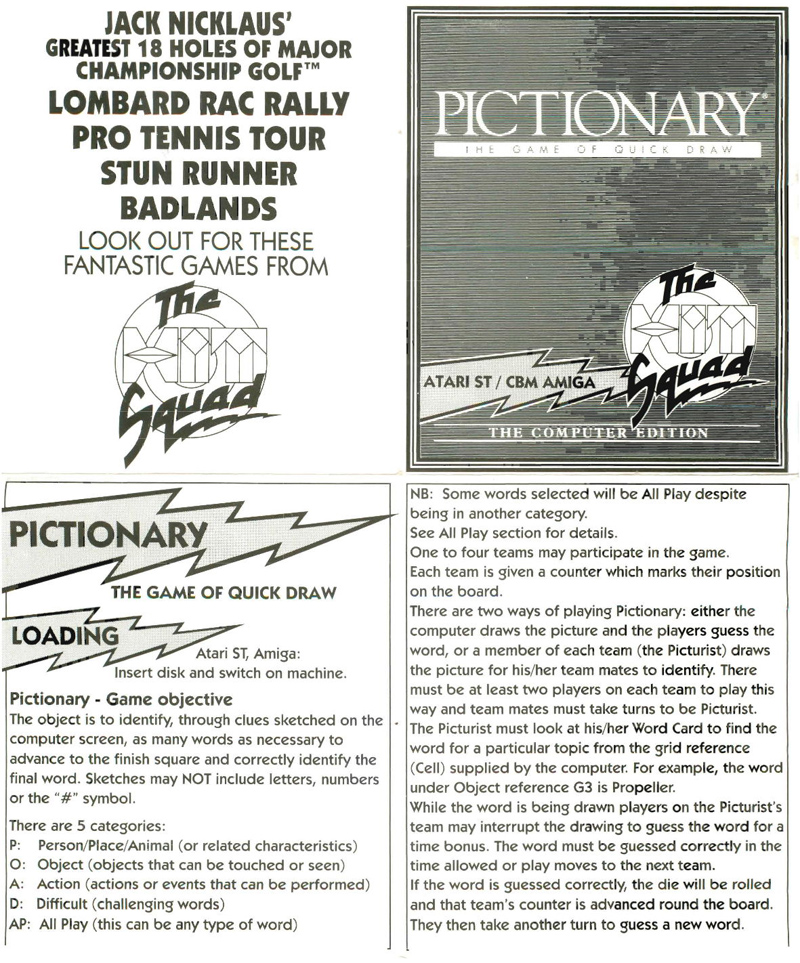 JACK NICKLAUS'
GREATEST 18 HOLES OF MAJOR
CHAMPIONSHIP GOLF™
LOMBARD RAC RALLY
PRO TENNIS TOUR
STUN RUNNER
BADLANDS
LOOK OUT FOR THESE
FANTASTIC GAMES FROM
The
KIXX
Squad
PICTIONARY®
THE GAME OF QUICK DRAW
The
Squad
ATARI ST / CBM AMIGA
THE COMPUTER EDITION
PICTIONARY
THE GAME OF QUICK DRAW
LOADING
Atari ST, Amiga:
Insert disk and switch on machine.
Pictionary - Game objective
The object is to identify, through clues sketched on the
computer screen, as many words as necessary to
advance to the finish square and correctly identify the
final word. Sketches may NOT include letters, numbers
or the "#" symbol.
There are 5 categories:
P: Person/Place/Animal (or related characteristics)
O: Object (objects that can be touched or seen)
A: Action (actions or events that can be performed)
D: Difficult (challenging words)
AP: All Play (this can be any type of word)
NB: Some words selected will be All Play despite
being in another category.
See All Play section for details.
One to four teams may participate in the game.
Each team is given a counter which marks their position
on the board.
There are two ways of playing Pictionary: either the
computer draws the picture and the players guess the
word, or a member of each team (the Picturist) draws
the picture for his/her team mates to identify. There
must be at least two players on each team to play this
way and team mates must take turns to be Picturist.
The Picturist must look at his/her Word Card to find the
word for a particular topic from the grid reference
(Cell) supplied by the computer. For example, the word
under Object reference G3 is Propeller.
While the word is being drawn players on the Picturist's
team may interrupt the drawing to guess the word for a
time bonus. The word must be guessed correctly in the
time allowed or play moves to the next team.
If the word is guessed correctly, the die will be rolled
and that team's counter is advanced round the board.
They then take another turn to guess a new word.